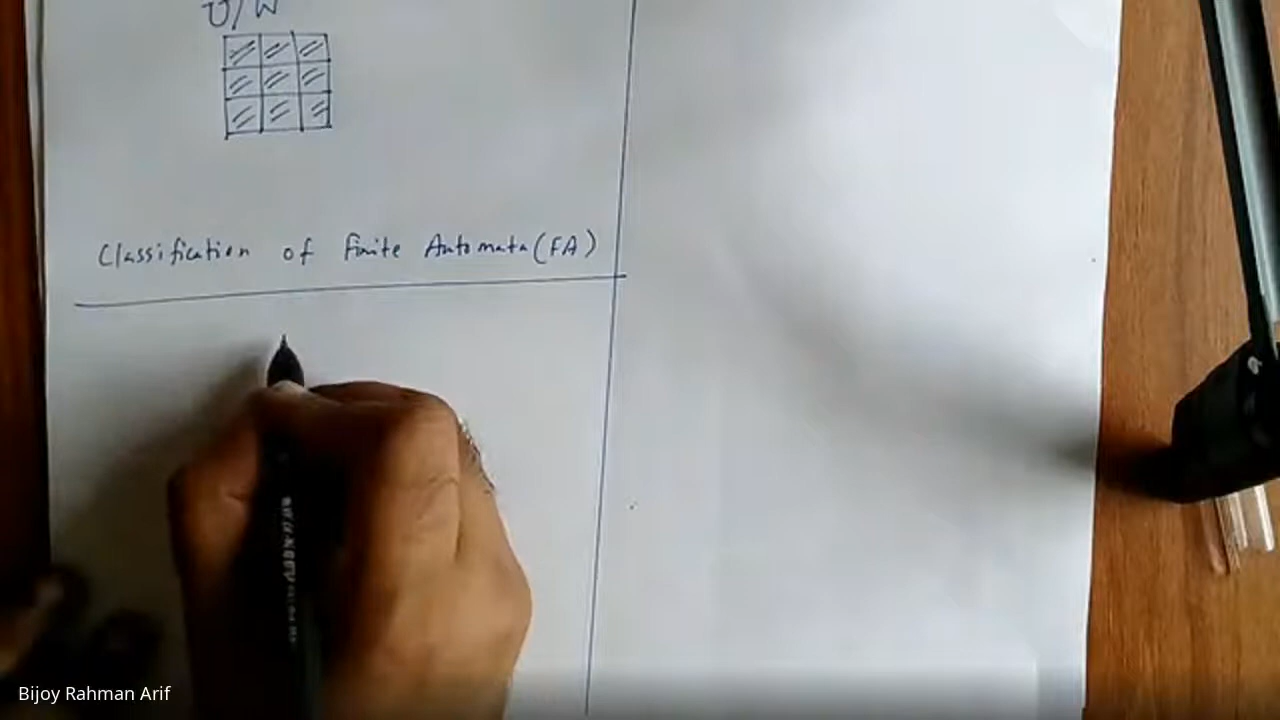 U/W
Classification of Finite Automata (FA)
Bijoy Rahman Arif